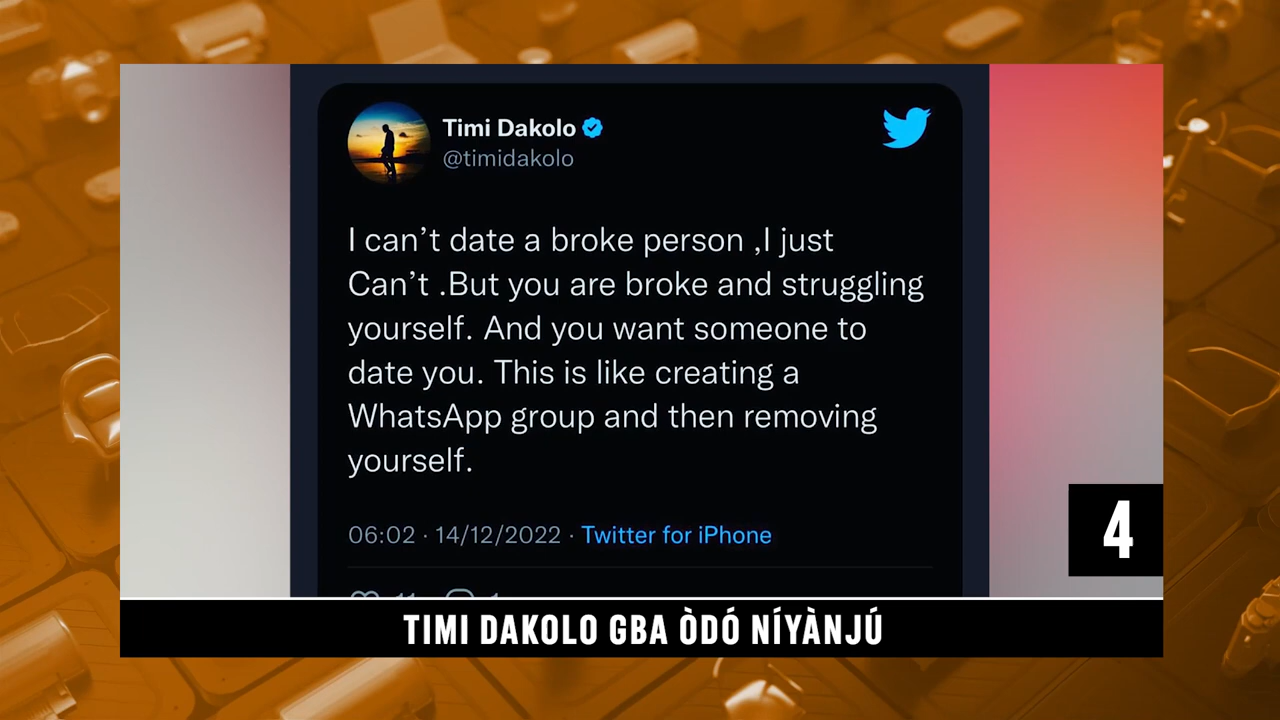 Timi Dakolo
@timidakolo
I can’t date a broke person ,I just
Can’t .But you are broke and struggling
yourself. And you want someone to
date you. This is like creating a
WhatsApp group and then removing
yourself.
06:02 · 14/12/2022 · Twitter for iPhone
4
TIMI DAKOLO GBA ÒDÓ NÍYÀNJÚ